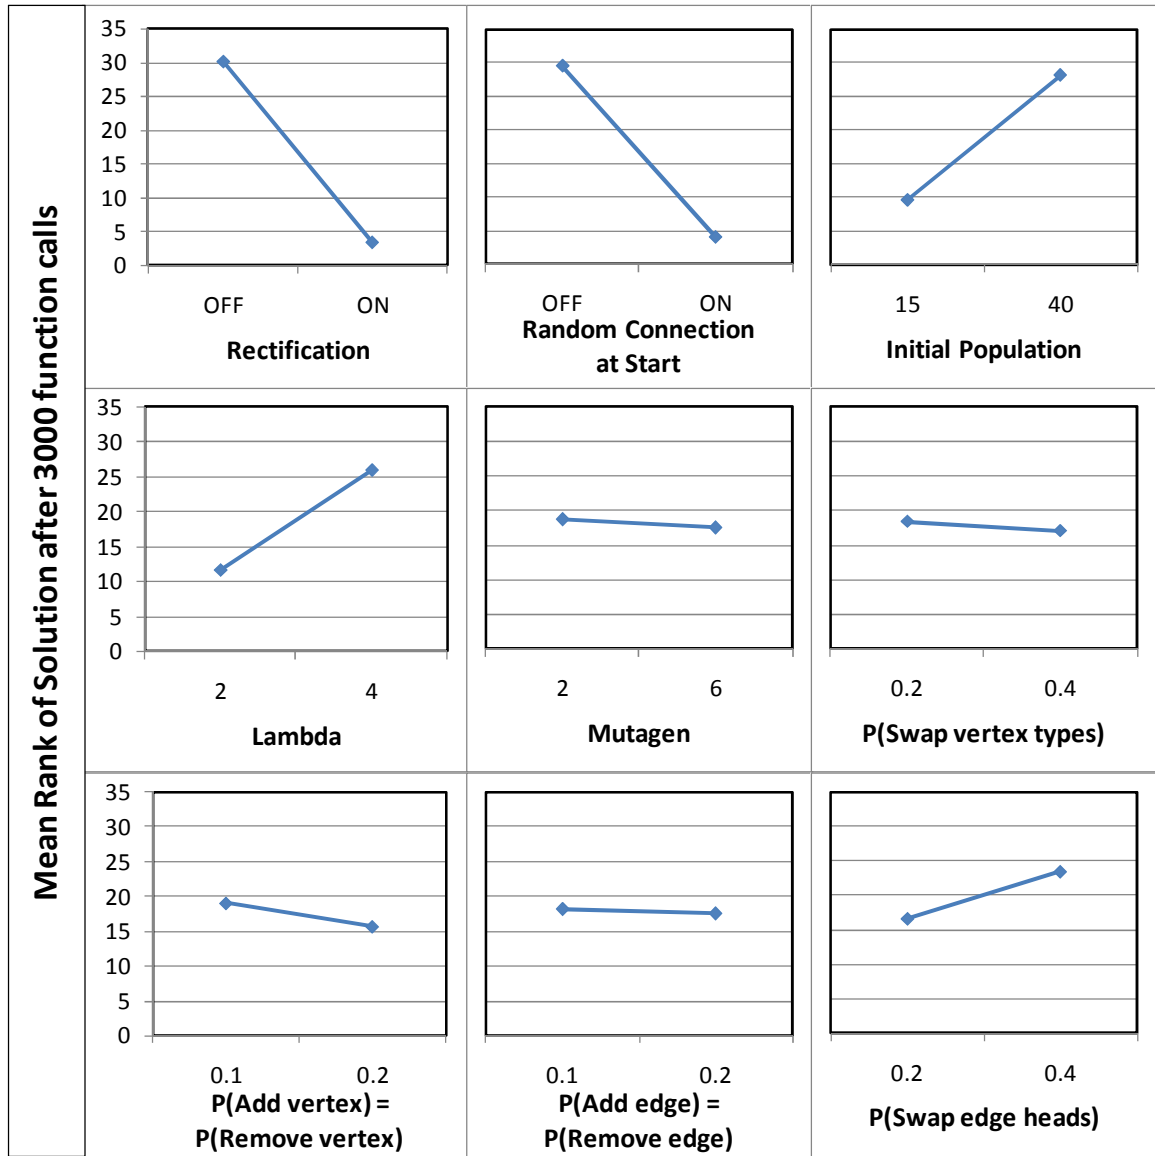 Mean Rank of Solution after 3000 function calls
35
30
25
20
15
10
5
0
OFF ON
Rectification
OFF ON
Random Connection
at Start
15 40
Initial Population
35
30
25
20
15
10
5
0
2 4
Lambda
2 6
Mutagen
0.2 0.4
P(Swap vertex types)
35
30
25
20
15
10
5
0
0.1 0.2
P(Add vertex) =
P(Remove vertex)
0.1 0.2
P(Add edge) =
P(Remove edge)
0.2 0.4
P(Swap edge heads)